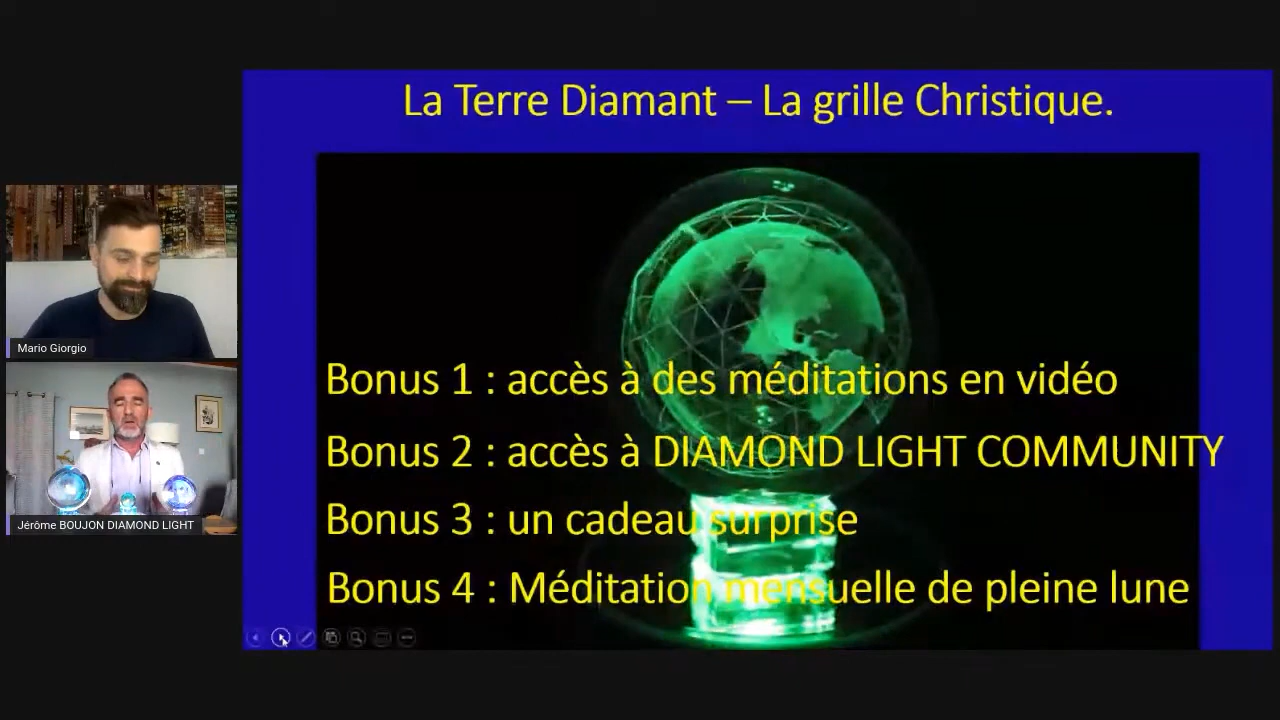 La Terre Diamant – La grille Christique.
Mario Giorgio
Jérôme BOUJON DIAMOND LIGHT
Bonus 1 : accès à des méditations en vidéo
Bonus 2 : accès à DIAMOND LIGHT COMMUNITY
Bonus 3 : un cadeau surprise
Bonus 4 : Méditation mensuelle de pleine lune